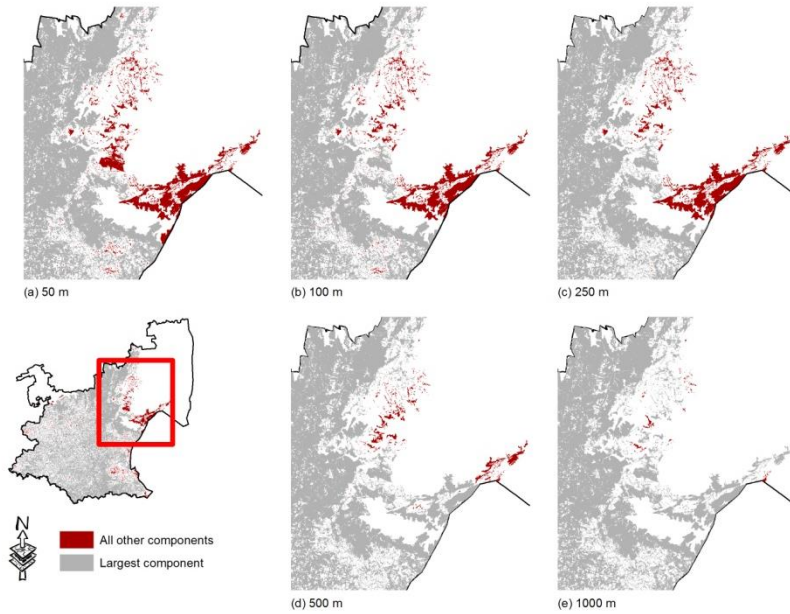 (a) 50 m
(b) 100 m
(c) 250 m
N
All other components
Largest component
(d) 500 m
(e) 1000 m